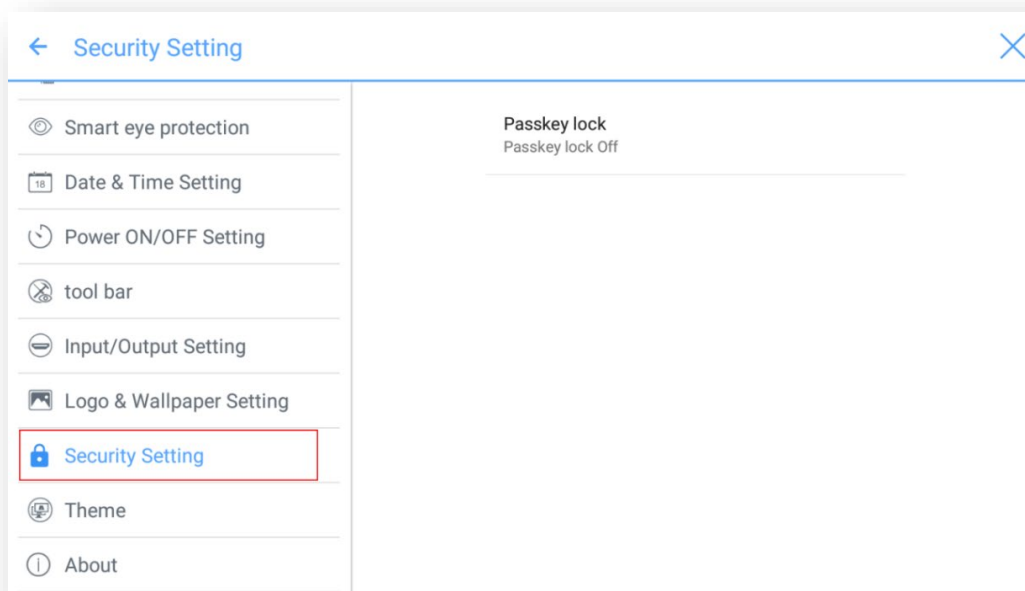 Security Setting
Smart eye protection
18
Date & Time Setting
Power ON/OFF Setting
tool bar
Input/Output Setting
Logo & Wallpaper Setting
Security Setting
Theme
About
Passkey lock
Passkey lock Off